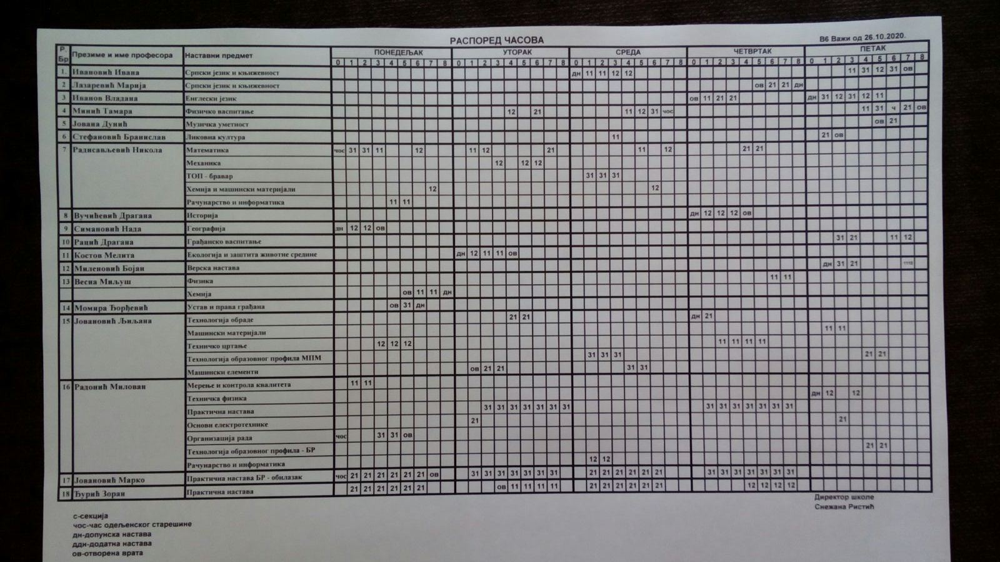 РАСПОРЕД ЧАСОВА
В6 Важи од 26.10.2020.
Р. Бр Презиме и име професора Наставни предмет ПОНЕДЕЉАК УТОРАК СРЕДА ЧЕТВРТАК ПЕТАК
0 1 2 3 4 5 6 7 8 0 1 2 3 4 5 6 7 8 0 1 2 3 4 5 6 7 8 0 1 2 3 4 5 6 7 8 0 1 2 3 4 5 6 7 8
1. Ивановић Ивана Српски језик и књижевност дн 11 11 12 12 11 31 12 31 ов
2 Лазаревић Марија Српски језик и књижевност ов 21 21 дн
3 Иванов Владана Енглески језик ов 11 21 21 дн 31 12 31 12 11
4 Минић Тамара Физичко васпитање 12 21 11 12 31 чос 11 31 ч 21 ов
5 Јована Дунић Музичка уметност ов 21
6 Стефановић Бранислав Ликовна култура 11 21 ов
7 Радисављевић Никола Математика чос 31 31 11 12 11 12 21 11 12 21 21
Механика 12 12 12
ТОП - бравар 31 31 31
Хемија и машински материјали 12 12
Рачунарство и информатика 11 11
8 Вучићевић Драгана Историја дн 12 12 12 ов
9 Симановић Нада Географија дн 12 12 ов
10 Рацић Драгана Грађанско васпитање 31 21 11 12
11 Костов Мелита Екологија и заштита животне средине дн 12 11 11 ов
12 Миленовић Бојан Верска настава дн 31 21
13 Весна Миљуш Физика 11 11
Хемија ов 11 11 дн
14 Момира Ђорђевић Устав и права грађана ов 31 дн
15 Јовановић Љиљана Технологија обраде 21 21 дн 21
Машински материјали 11 11
Техничко цртање 12 12 12 11 11 11 11
Технологија образовног профила МПМ 31 31 31 21 21
Машински елементи ов 21 21 31 31
16 Радонић Милован Мерење и контрола квалитета 11 11
Техничка физика дн 12 12
Практична настава 31 31 31 31 31 31 31 31 31 31 31 31 31 31
Основи електротехнике 21 21
Организација рада чос 31 31 ов
Технологија образовног профила - БР 21 21
Рачунарство и информатика 12 12
17 Јовановић Марко Практична настава БР - обилазак чос 21 21 21 21 21 21 ов 31 31 31 31 31 31 31 21 21 21 21 21 21 31 31 31 31 31 31 31
18 Ђурић Зоран Практична настава 21 21 21 21 21 21 ов 11 11 11 11 21 21 21 21 21 21 12 12 12 12
Директор школе
Снежана Ристић
с-секција
чос-час одељенског старешине
дн-допунска настава
ддн-додатна настава
ов-отворена врата